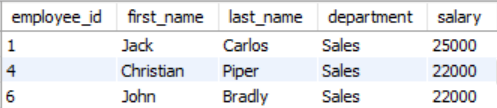 employee_id first_name last_name department salary
1 Jack Carlos Sales 25000
4 Christian Piper Sales 22000
6 John Bradly Sales 22000